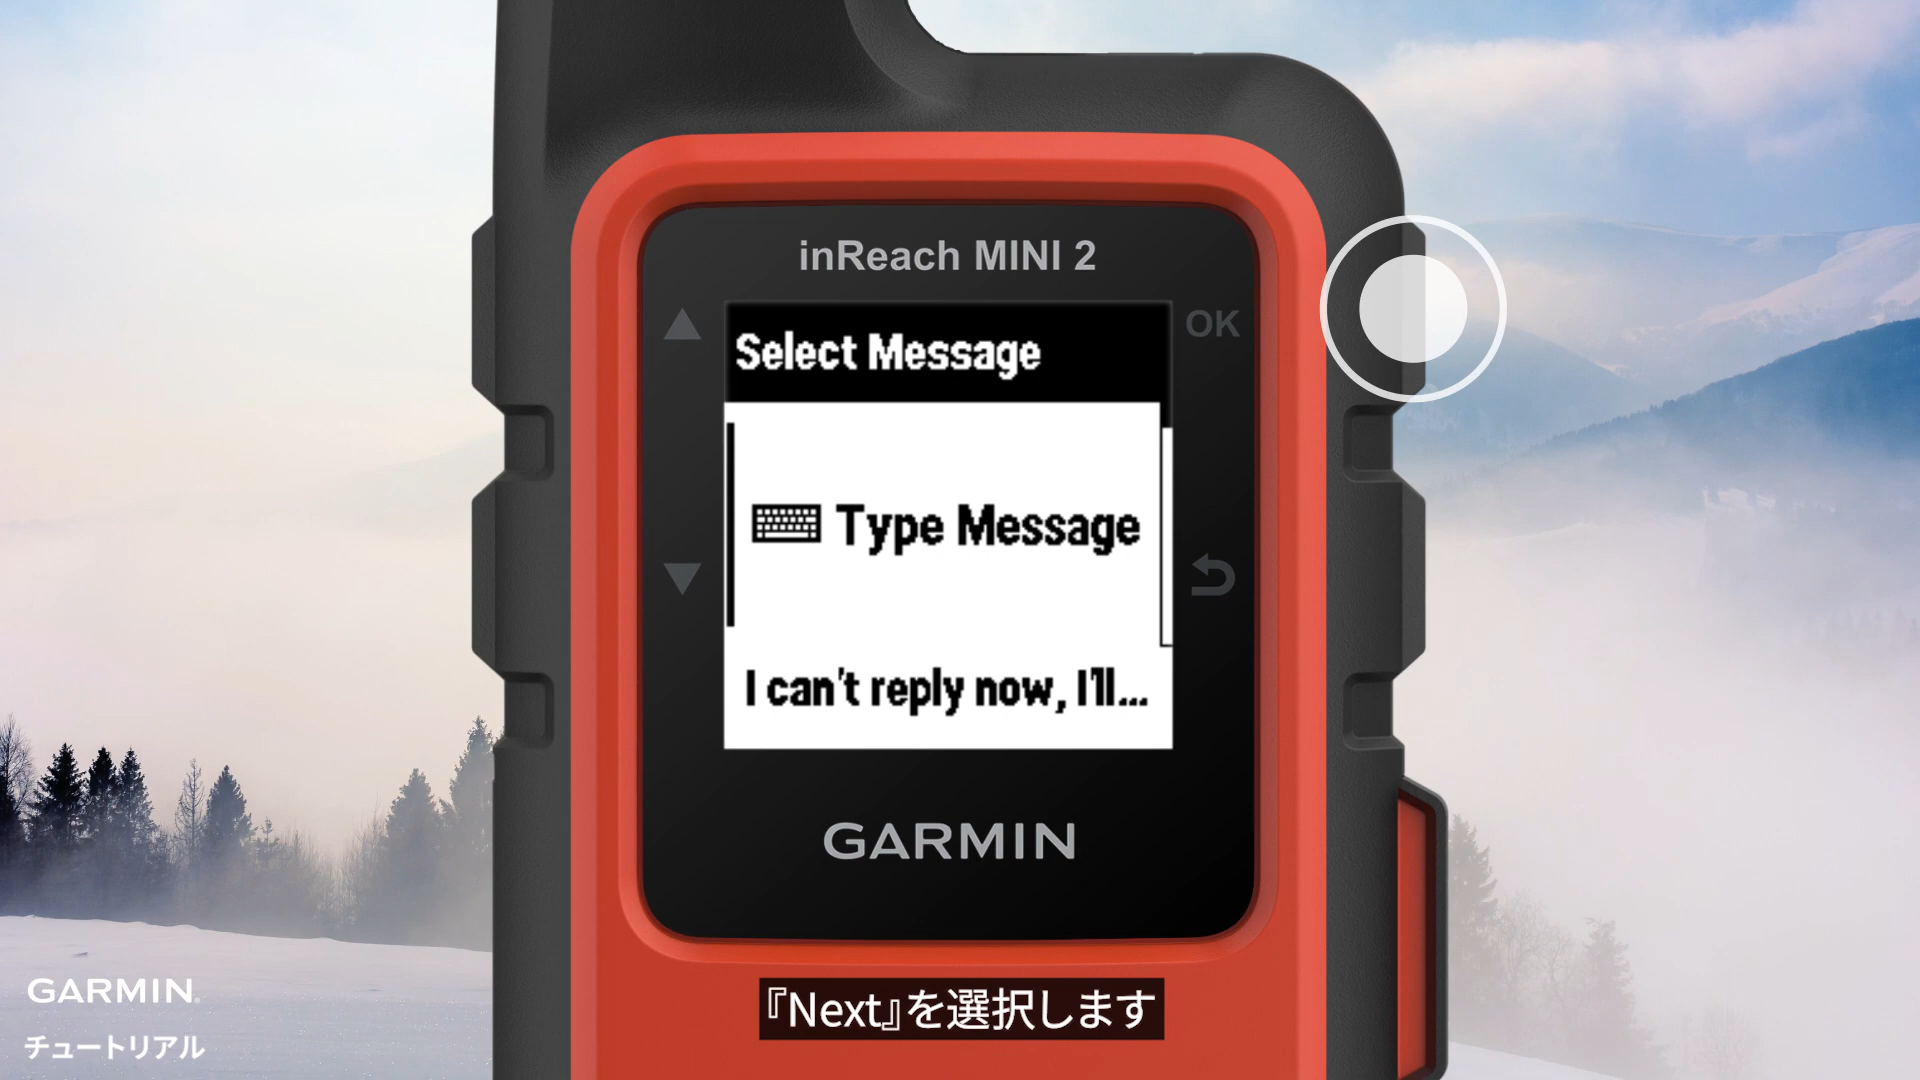 inReach MINI 2
OK
Select Message
Type Message
I can't reply now, I'll...
GARMIN
GARMIN
チュートリアル
『Next』を選択します